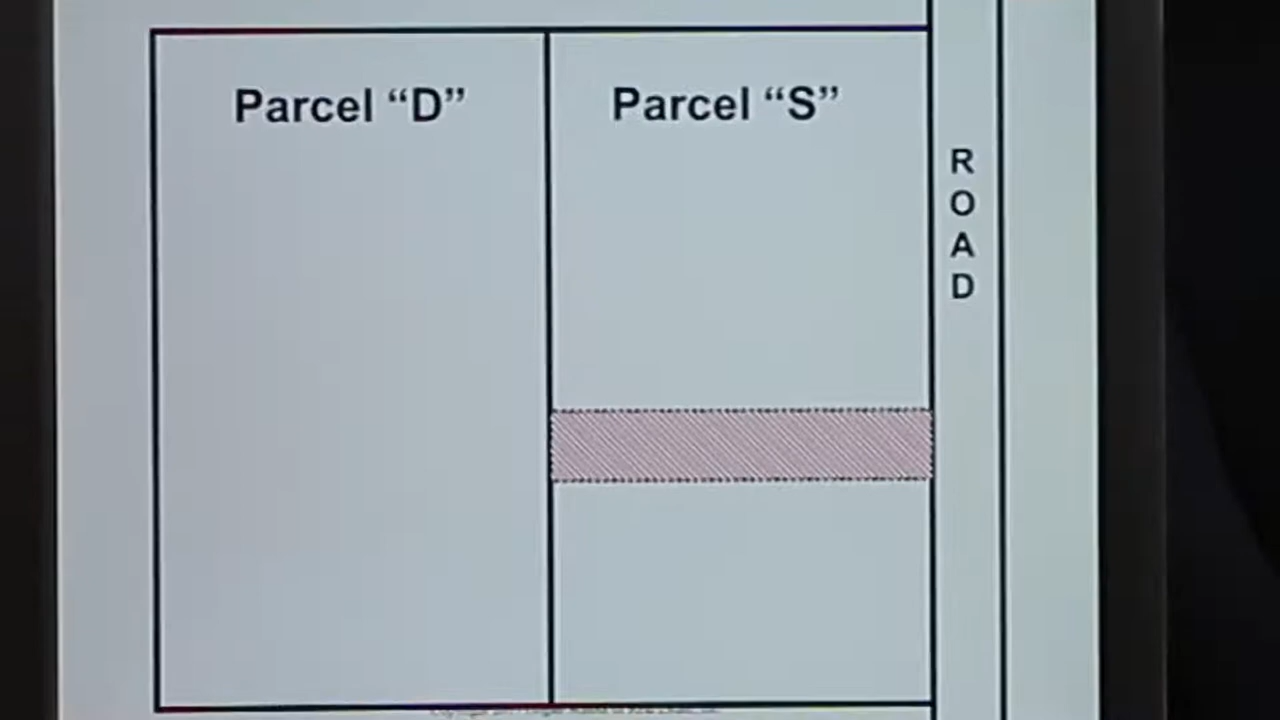 Parcel “D”
Parcel “S”
R
O
A
D